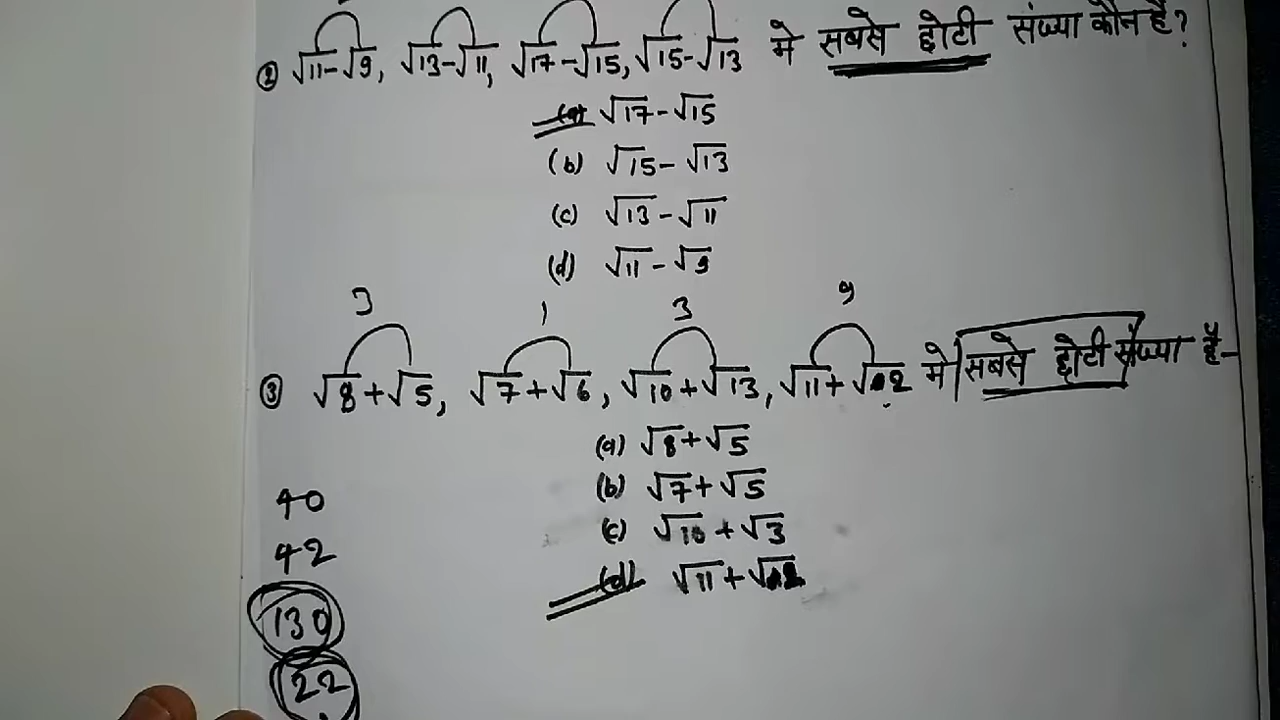 ② √11-√9, √13-√11, √17-√15, √15-√13 मे सबसे छोटी संख्या कौन है?
(a) √17-√15
(b) √15-√13
(c) √13-√11
(d) √11-√9
3 1 3 9
③ √8+√5, √7+√6, √10+√13, √11+√2 मे सबसे छोटी संख्या है-
(a) √8+√5
(b) √7+√5
(c) √10+√3
(d) √11+√2
40
42
130
22